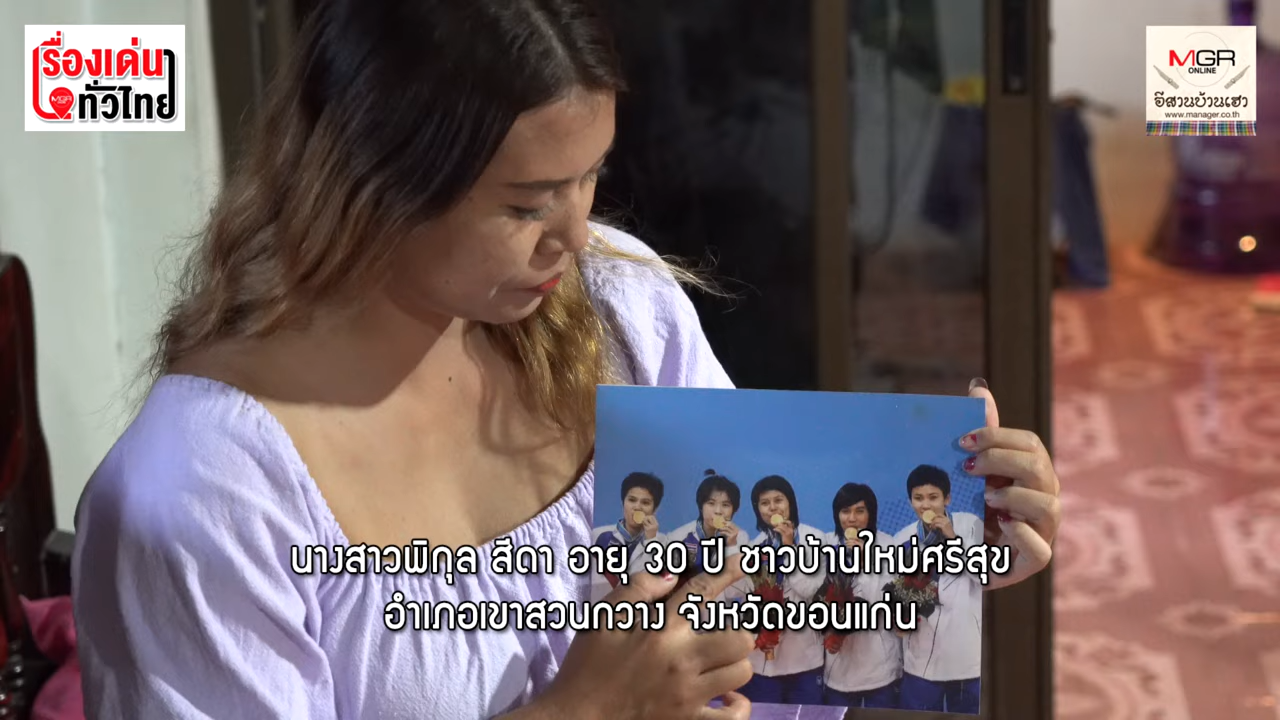 เรื่องเด่น
MGR
ทั่วไทย
MGR
ONLINE
อีสานบ้านเฮา
www.manager.co.th
นางสาวพิกุล สีดา อายุ 30 ปี ชาวบ้านใหม่ศรีสุข
อำเภอเขาสวนกวาง จังหวัดขอนแก่น